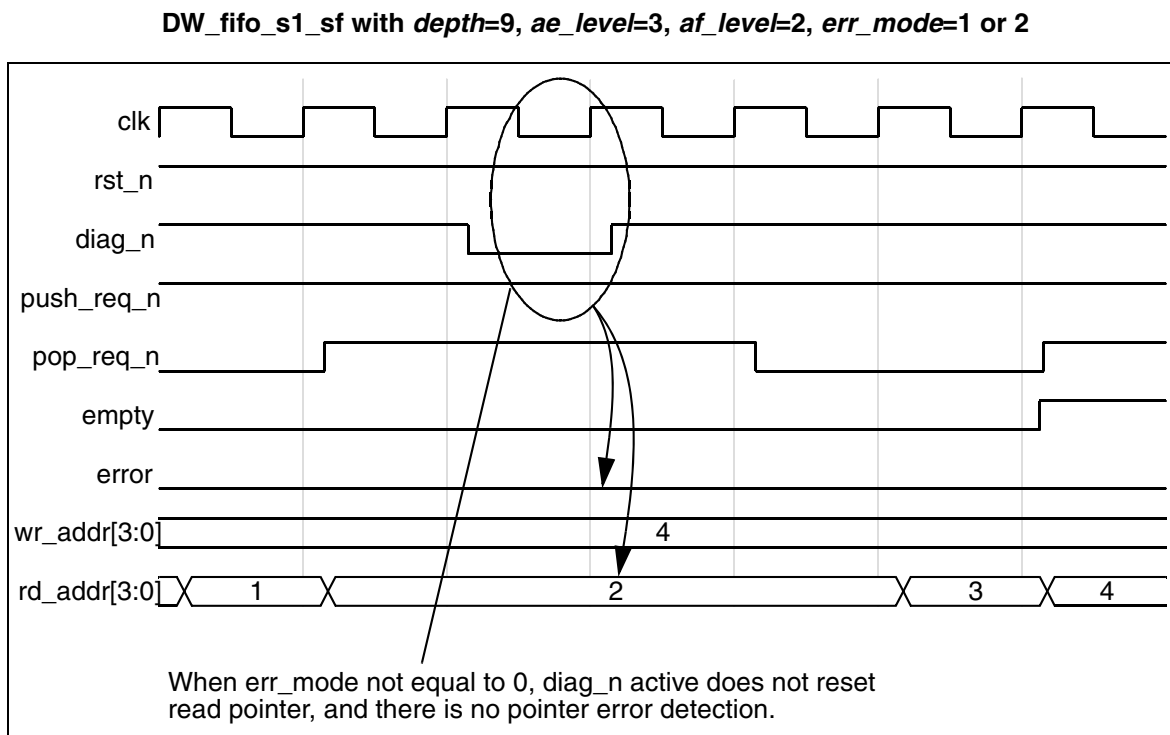 DW_fifo_s1_sf with depth=9, ae_level=3, af_level=2, err_mode=1 or 2
clk
rst_n
diag_n
push_req_n
pop_req_n
empty
error
wr_addr[3:0] 4
rd_addr[3:0] 1 2 3 4
When err_mode not equal to 0, diag_n active does not reset
read pointer, and there is no pointer error detection.